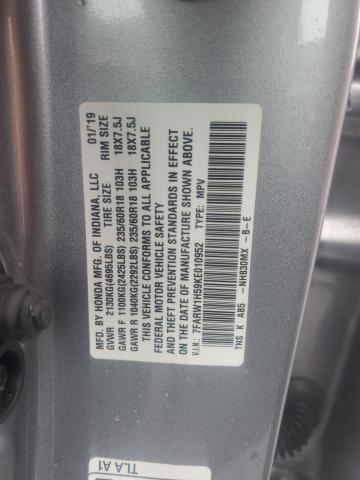 MFD. BY HONDA MFG. OF INDIANA, LLC 01/'19
GVWR 2130KG(4695LBS) TIRE SIZE RIM SIZE
GAWR F 1100KG(2425LBS) 235/60R18 103H 18X7.5J
GAWR R 1040KG(2292LBS) 235/60R18 103H 18X7.5J
THIS VEHICLE CONFORMS TO ALL APPLICABLE
FEDERAL MOTOR VEHICLE SAFETY
AND THEFT PREVENTION STANDARDS IN EFFECT
ON THE DATE OF MANUFACTURE SHOWN ABOVE.
V.I.N.: 7FARW1H59KE010952 TYPE: MPV
TNS K A85 -NH830MX -B-E
TLA A1